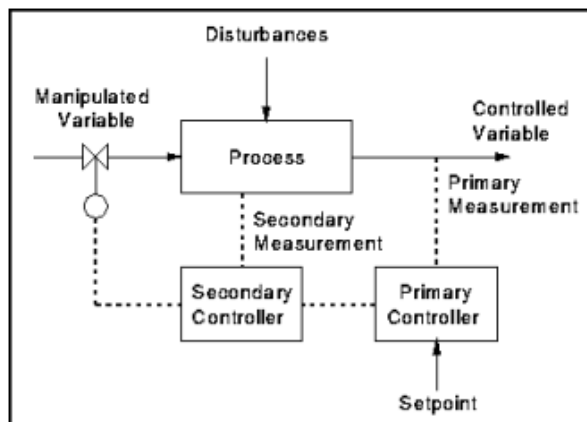 Disturbances
Manipulated
Variable
Controlled
Variable
Process
Primary
Measurement
Secondary
Measurement
Secondary
Controller
Primary
Controller
Setpoint